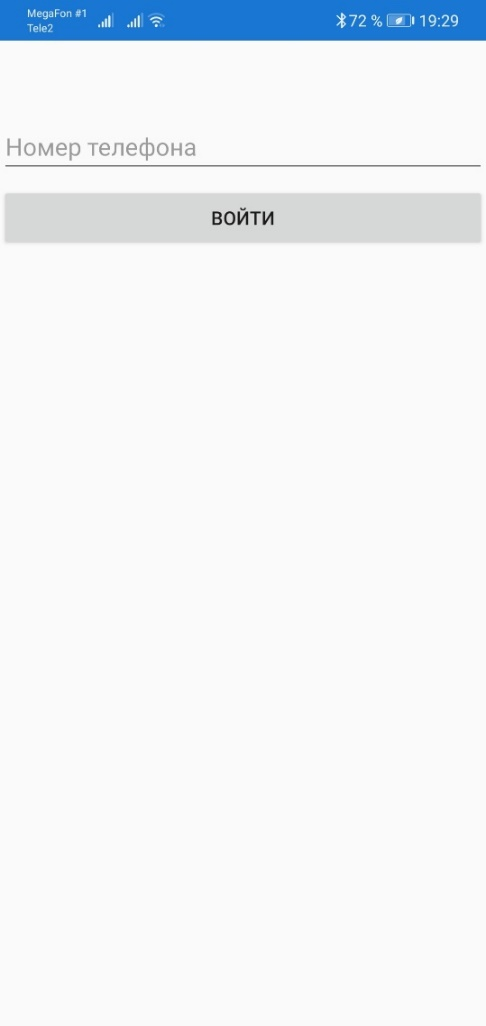 MegaFon #1
Tele2
72 % 19:29
Номер телефона
ВОЙТИ